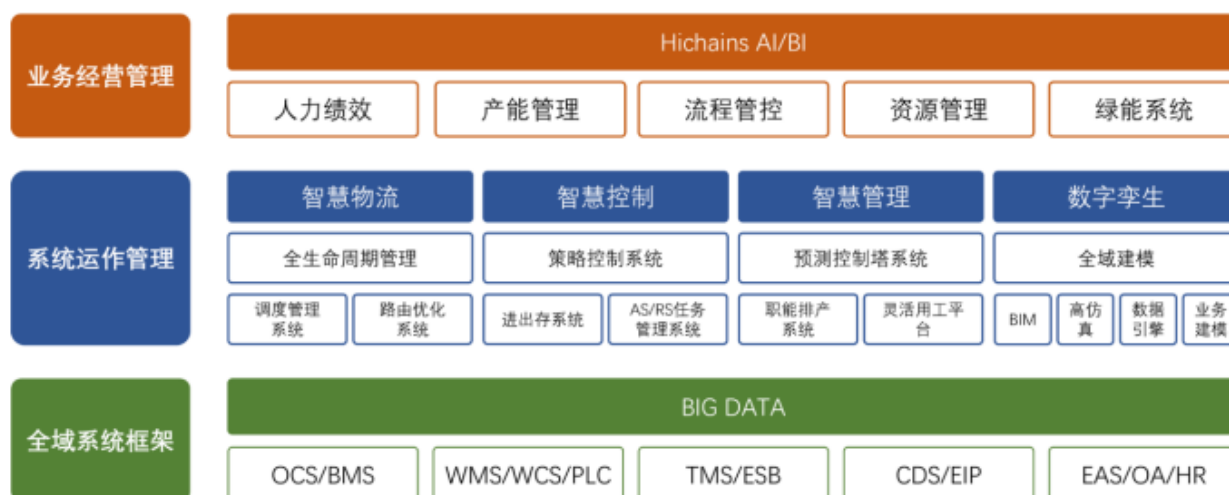 业务经营管理
Hichains AI/BI
人力绩效
产能管理
流程管控
资源管理
绿能系统
系统运作管理
智慧物流
智慧控制
智慧管理
数字孪生
全生命周期管理
策略控制系统
预测控制塔系统
全域建模
调度管理
系统
路由优化
系统
进出存系统
AS/RS任务
管理系统
职能排产
系统
灵活用工平
台
BIM
高仿
真
数据
引擎
业务
建模
全域系统框架
BIG DATA
OCS/BMS
WMS/WCS/PLC
TMS/ESB
CDS/EIP
EAS/OA/HR